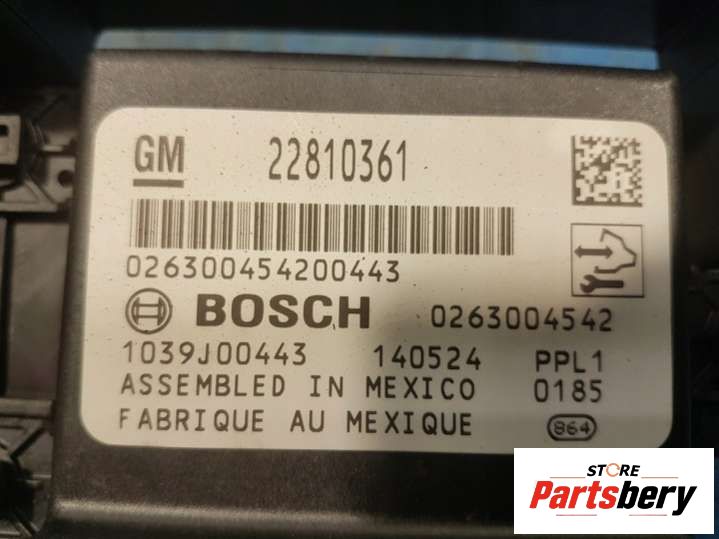 GM 22810361
026300454200443
BOSCH 0263004542
1039J00443 140524 PPL1
ASSEMBLED IN MEXICO 0185
FABRIQUE AU MEXIQUE 864
STORE
Partsbery